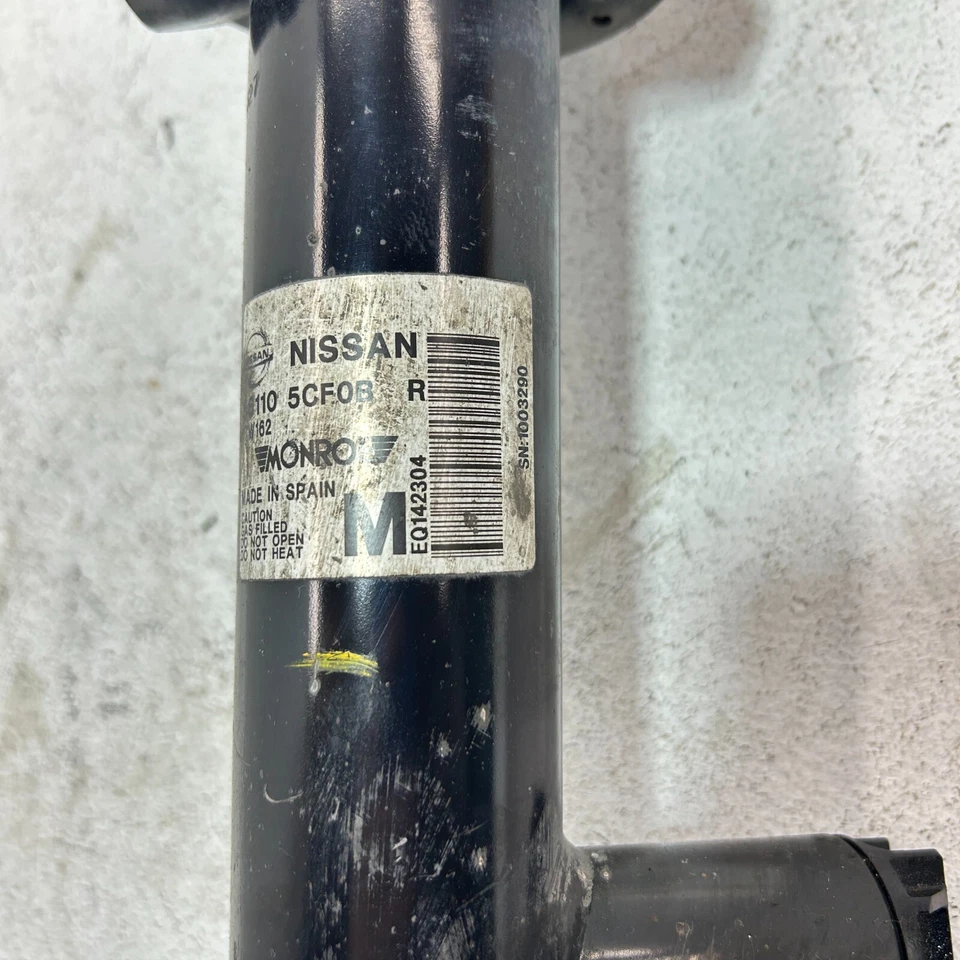 NISSAN
110 5CF0B R
162
MONROE
MADE IN SPAIN
M
CAUTION
GAS FILLED
DO NOT OPEN
DO NOT HEAT
EQ142304
SN:1003290